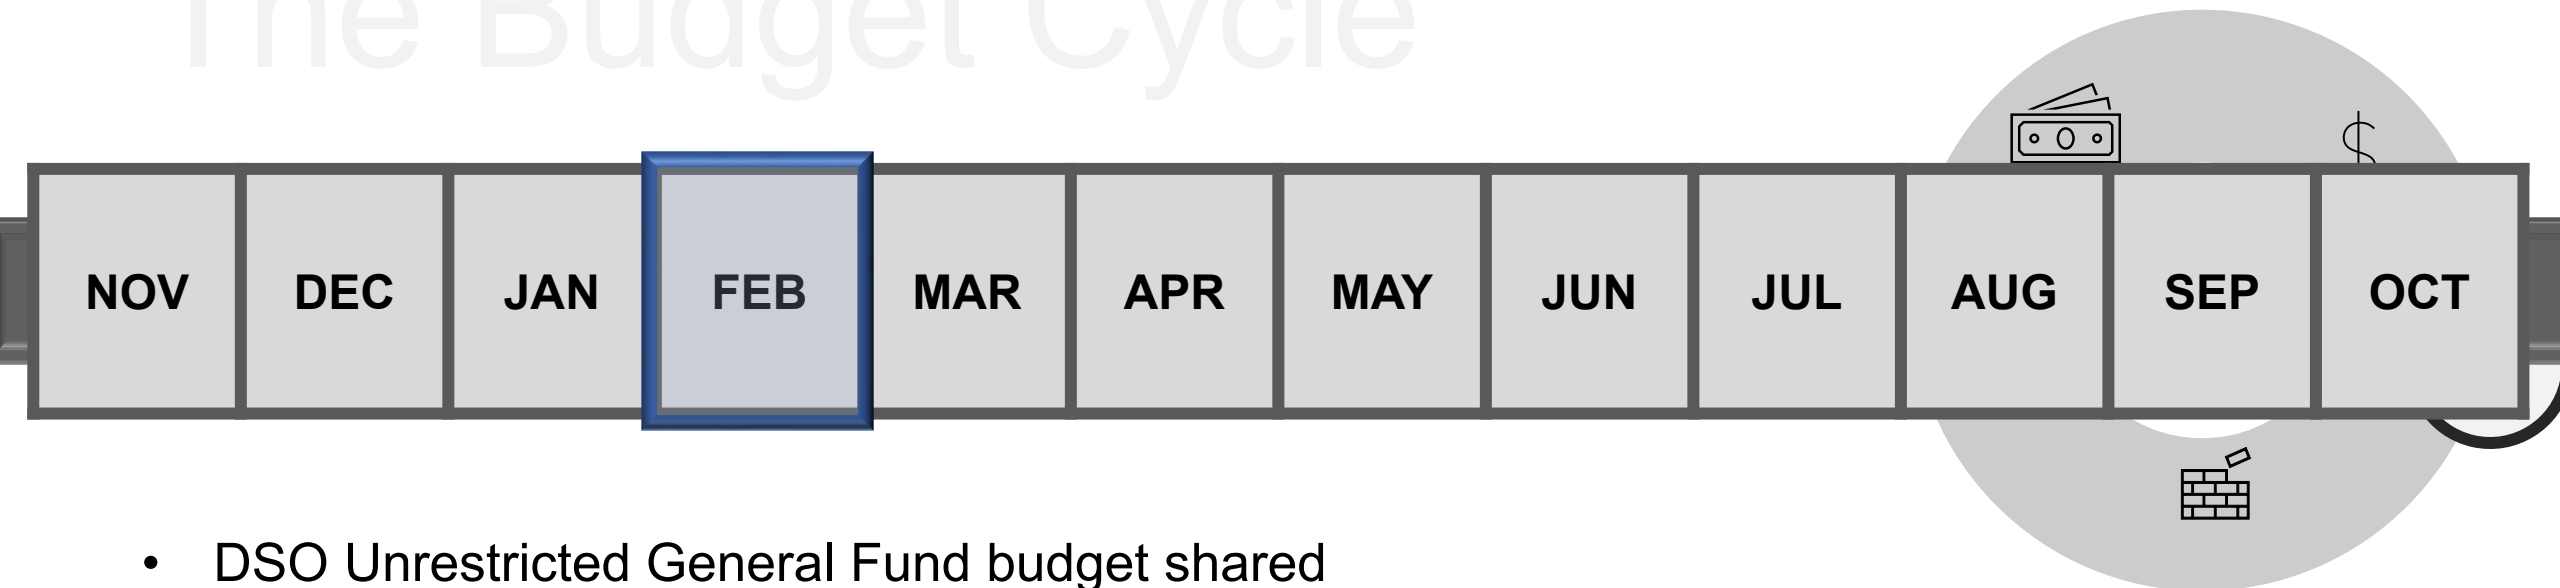 The Budget Cycle
NOV DEC JAN FEB MAR APR MAY JUN JUL AUG SEP OCT
• DSO Unrestricted General Fund budget shared